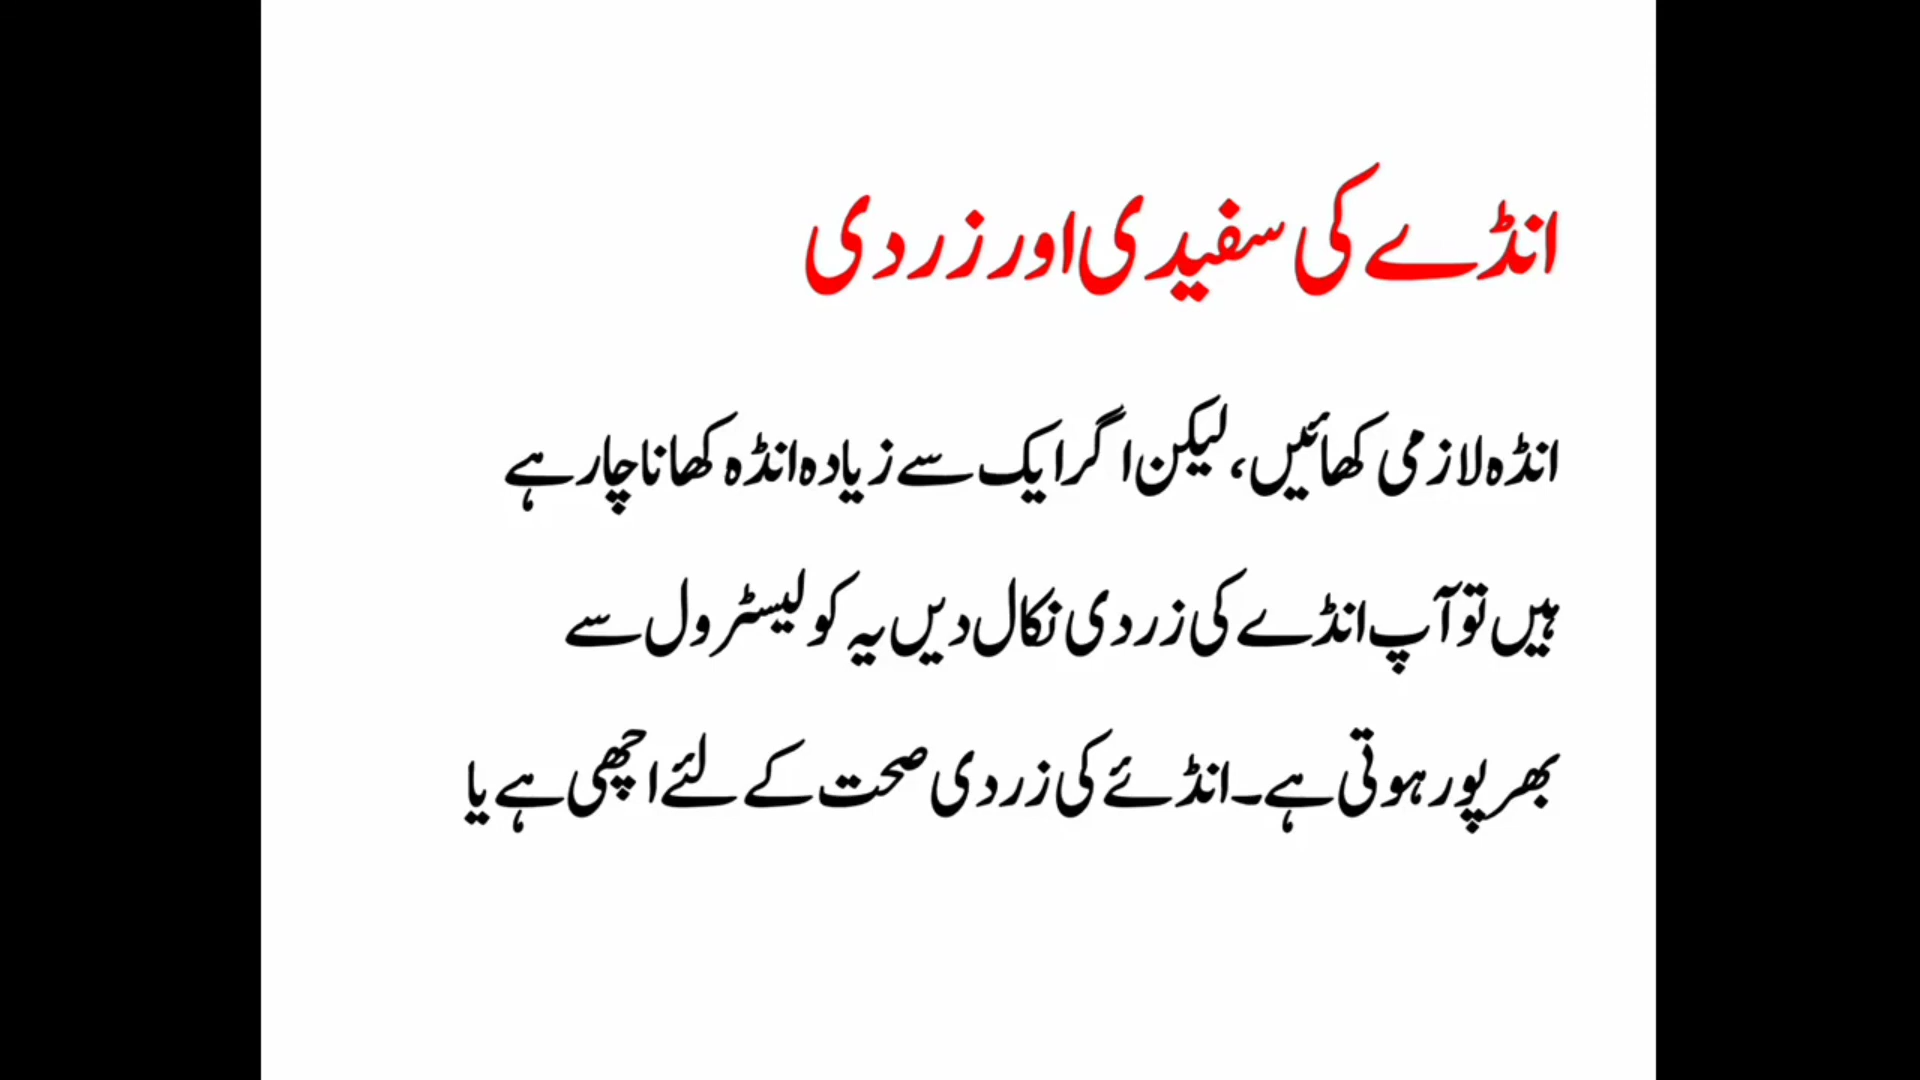 انڈے کی سفیدی اور زردی
انڈہ لازمی کھائیں، لیکن اگر ایک سے زیادہ انڈہ کھانا چار ہے
ہیں تو آپ انڈے کی زردی نکال دیں یہ کولیسٹرول سے
بھرپور ہوتی ہے۔ انڈئے کی زردی صحت کے لئے اچھی ہے یا